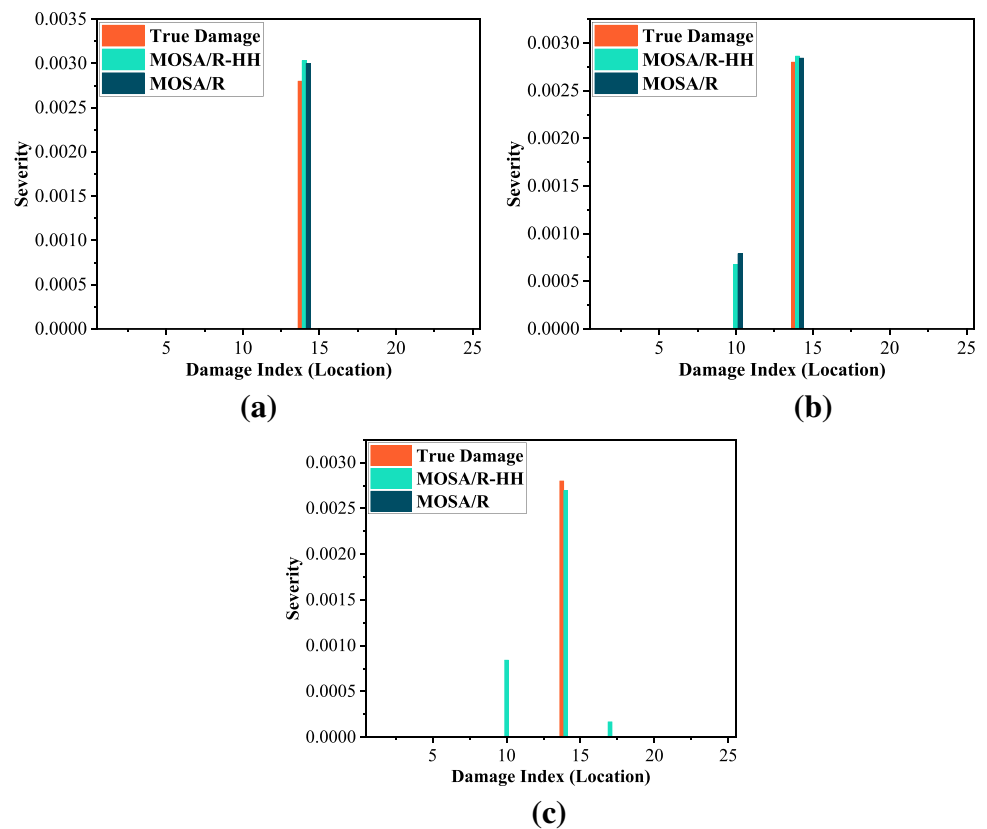 True Damage
MOSA/R-HH
MOSA/R
0.0035
0.0030
0.0025
0.0020
0.0015
0.0010
0.0005
0.0000
Severity
5 10 15 20 25
Damage Index (Location)
(a)
True Damage
MOSA/R-HH
MOSA/R
0.0030
0.0025
0.0020
0.0015
0.0010
0.0005
0.0000
Severity
5 10 15 20 25
Damage Index (Location)
(b)
True Damage
MOSA/R-HH
MOSA/R
0.0030
0.0025
0.0020
0.0015
0.0010
0.0005
0.0000
Severity
5 10 15 20 25
Damage Index (Location)
(c)